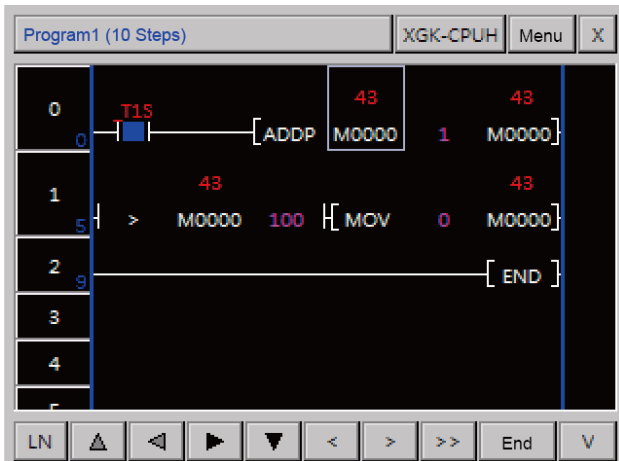 Program1 (10 Steps) XGK-CPUH Menu X
43 43
0 _T1S
0 ADDP M0000 1 M0000
43 43
1
5 > M0000 100 MOV 0 M0000
2 END
9
3
4
LN < > >> End V